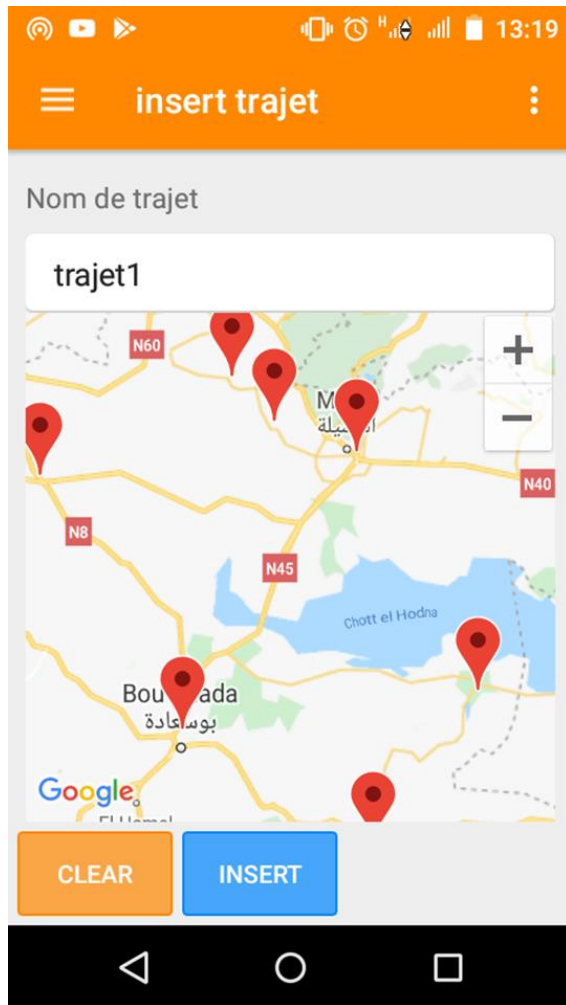 13:19
insert trajet
Nom de trajet
trajet1
N60
N40
N8
N45
Chott el Hodna
بوسعادة
Google
CLEAR
INSERT